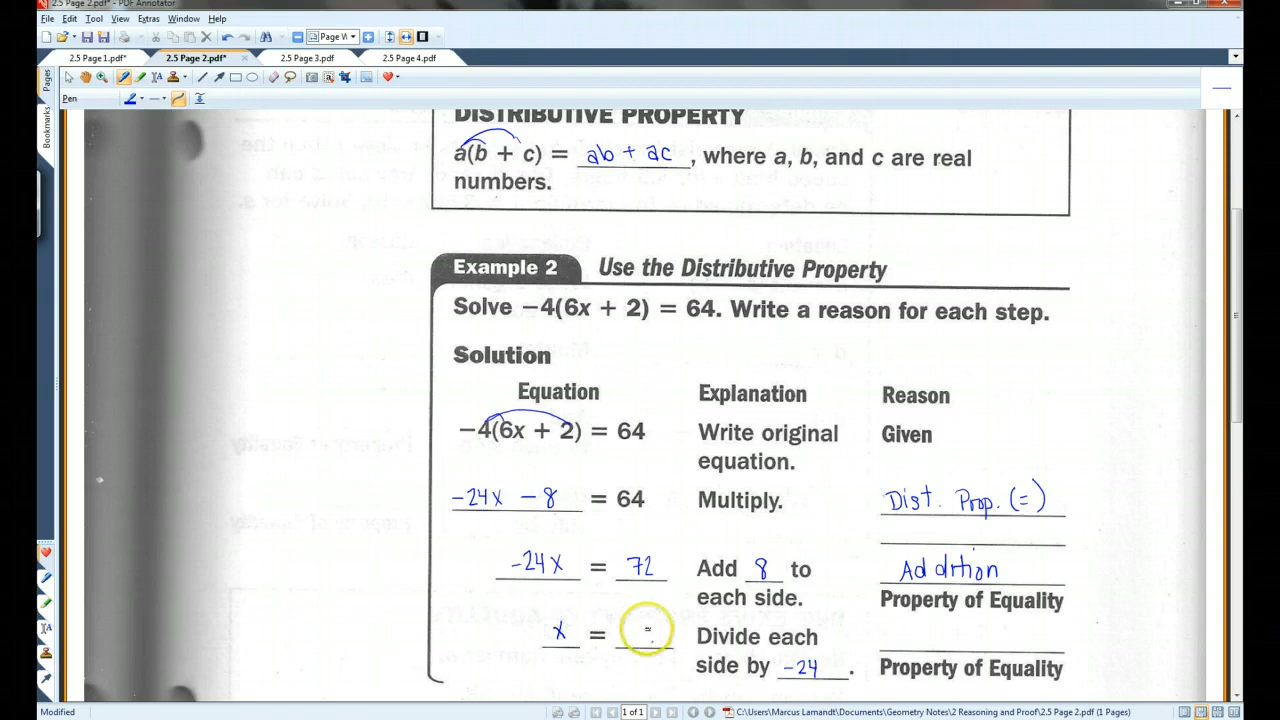 2.5 Page 2.pdf* - PDF Annotator
File Edit Tool View Extras Window Help
Page W
2.5 Page 1.pdf* 2.5 Page 2.pdf* 2.5 Page 3.pdf 2.5 Page 4.pdf
Pages
Bookmarks
Pen
DISTRIBUTIVE PROPERTY
a(b + c) = ab + ac, where a, b, and c are real
numbers.
Example 2 Use the Distributive Property
Solve −4(6x + 2) = 64. Write a reason for each step.
Solution
Equation Explanation Reason
−4(6x + 2) = 64 Write original Given
equation.
-24x - 8 = 64 Multiply. Dist. Prop. (=)
-24x = 72 Add 8 to Addition
each side. Property of Equality
x = - Divide each
side by -24. Property of Equality
Modified 1 of 1 C:\Users\Marcus Lamandt\Documents\Geometry Notes\2 Reasoning and Proof\2.5 Page 2.pdf (1 Pages)